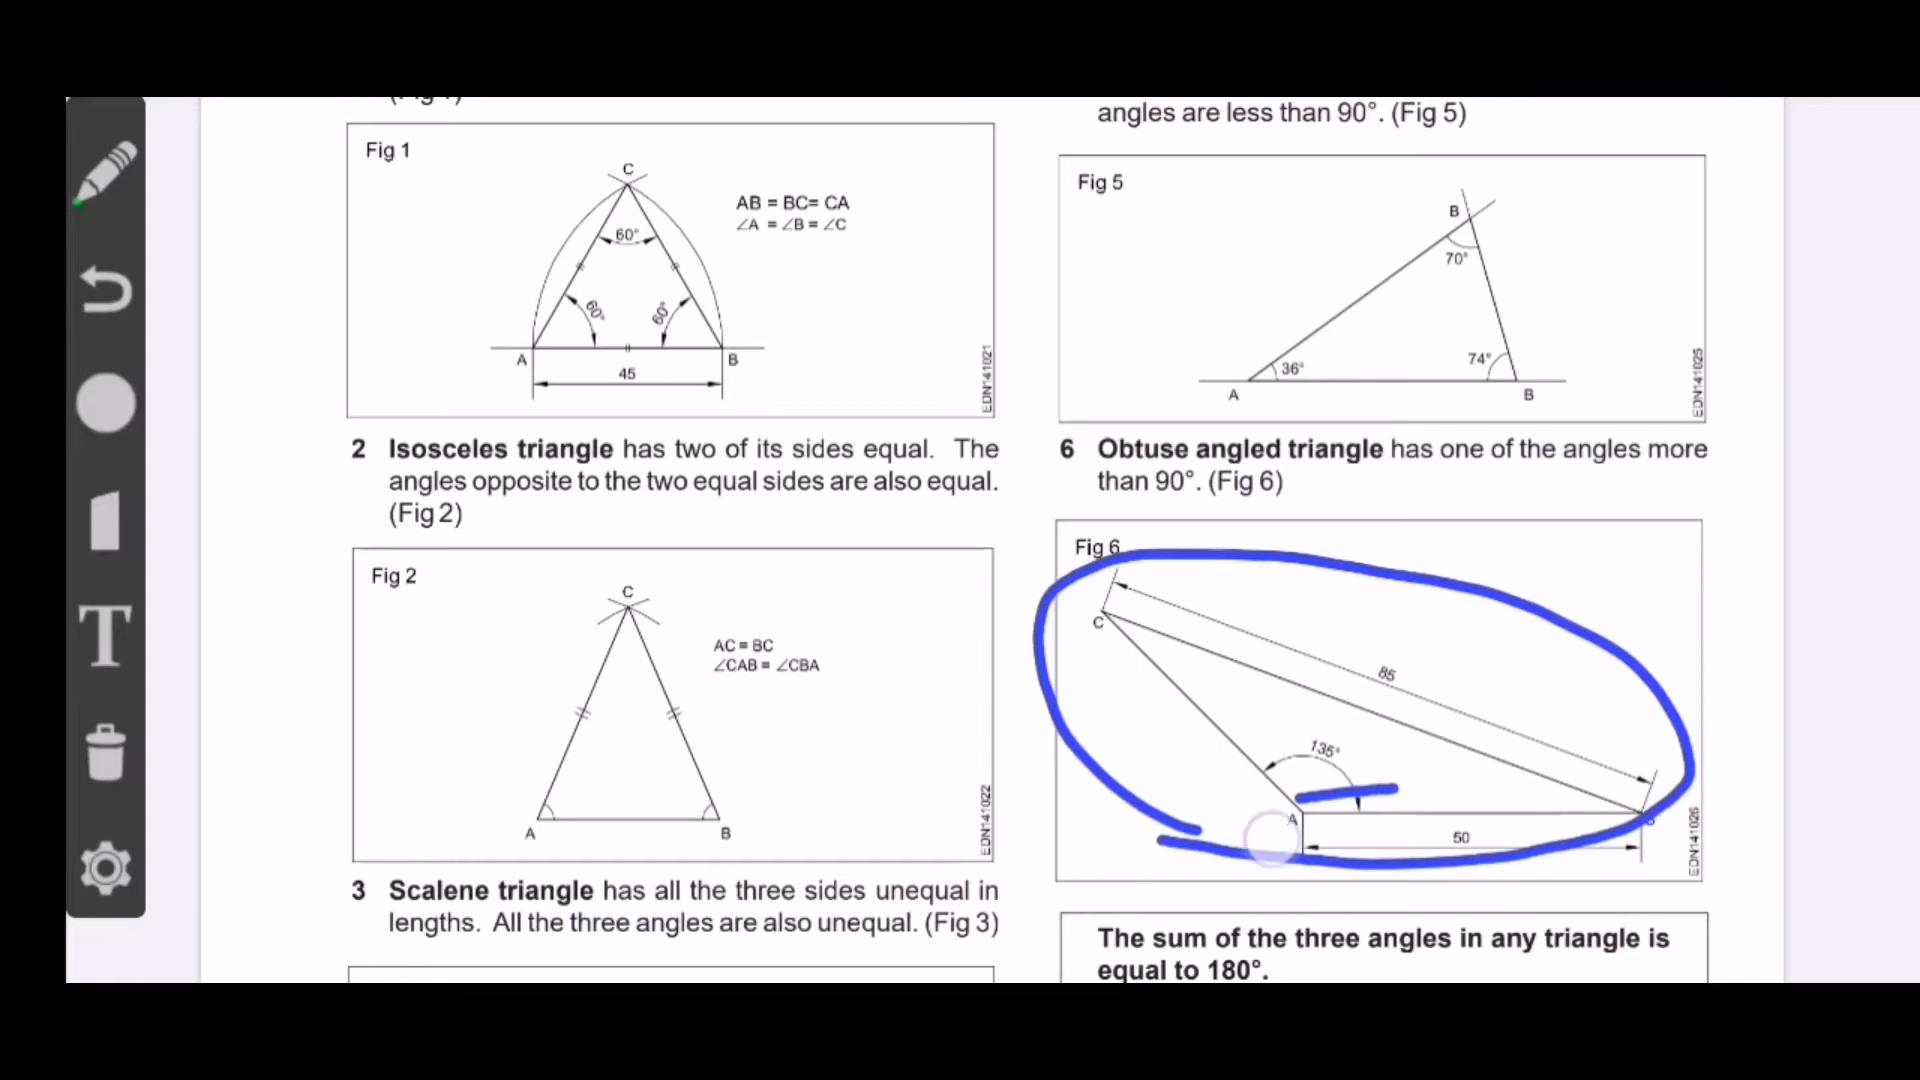 Fig 1
C
AB = BC= CA
∠A = ∠B = ∠C
60°
60°
60°
A
B
45
EDN141021
2 Isosceles triangle has two of its sides equal. The
angles opposite to the two equal sides are also equal.
(Fig 2)
Fig 2
C
AC = BC
∠CAB = ∠CBA
A
B
EDN141022
3 Scalene triangle has all the three sides unequal in
lengths. All the three angles are also unequal. (Fig 3)
angles are less than 90°. (Fig 5)
Fig 5
B
70°
36°
74°
A
B
EDN141025
6 Obtuse angled triangle has one of the angles more
than 90°. (Fig 6)
Fig 6
C
85
135°
A
50
EDN141026
The sum of the three angles in any triangle is
equal to 180°.
T